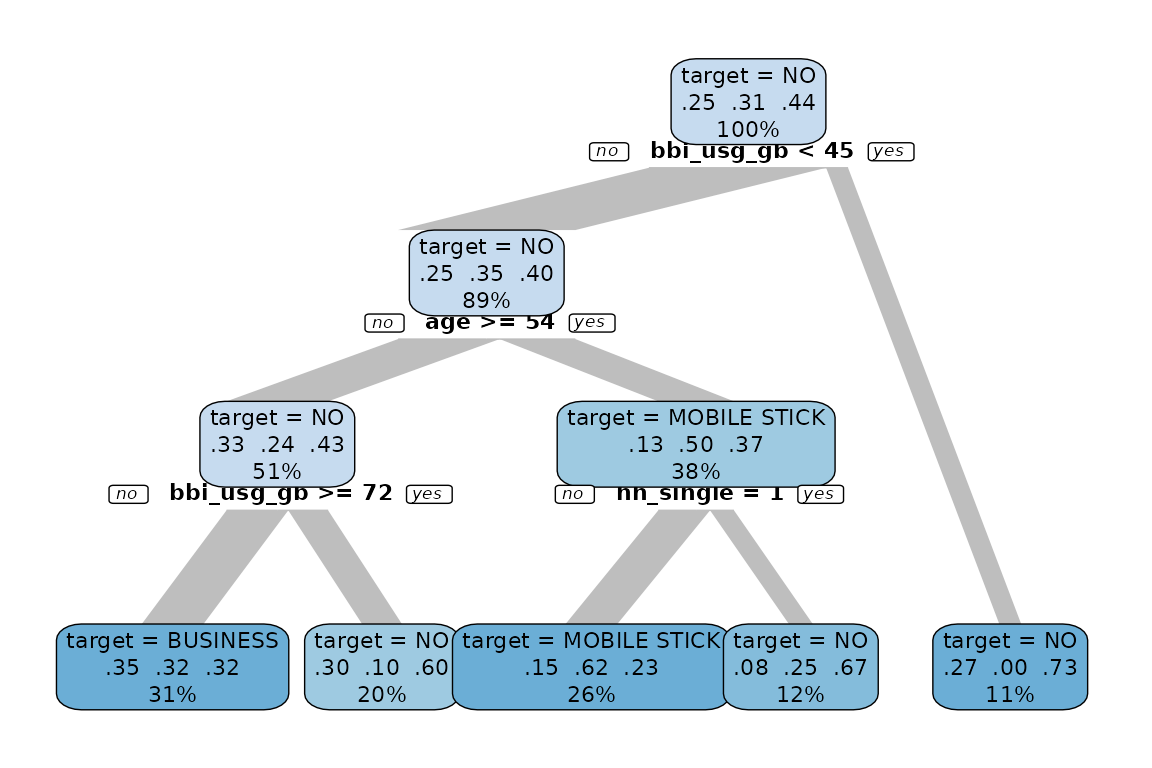 target = NO
.25 .31 .44
100%
no bbi_usg_gb < 45 yes
target = NO
.25 .35 .40
89%
no age >= 54 yes
target = NO
.33 .24 .43
51%
no bbi_usg_gb >= 72 yes
target = MOBILE STICK
.13 .50 .37
38%
no hh_single = 1 yes
target = BUSINESS
.35 .32 .32
31%
target = NO
.30 .10 .60
20%
target = MOBILE STICK
.15 .62 .23
26%
target = NO
.08 .25 .67
12%
target = NO
.27 .00 .73
11%